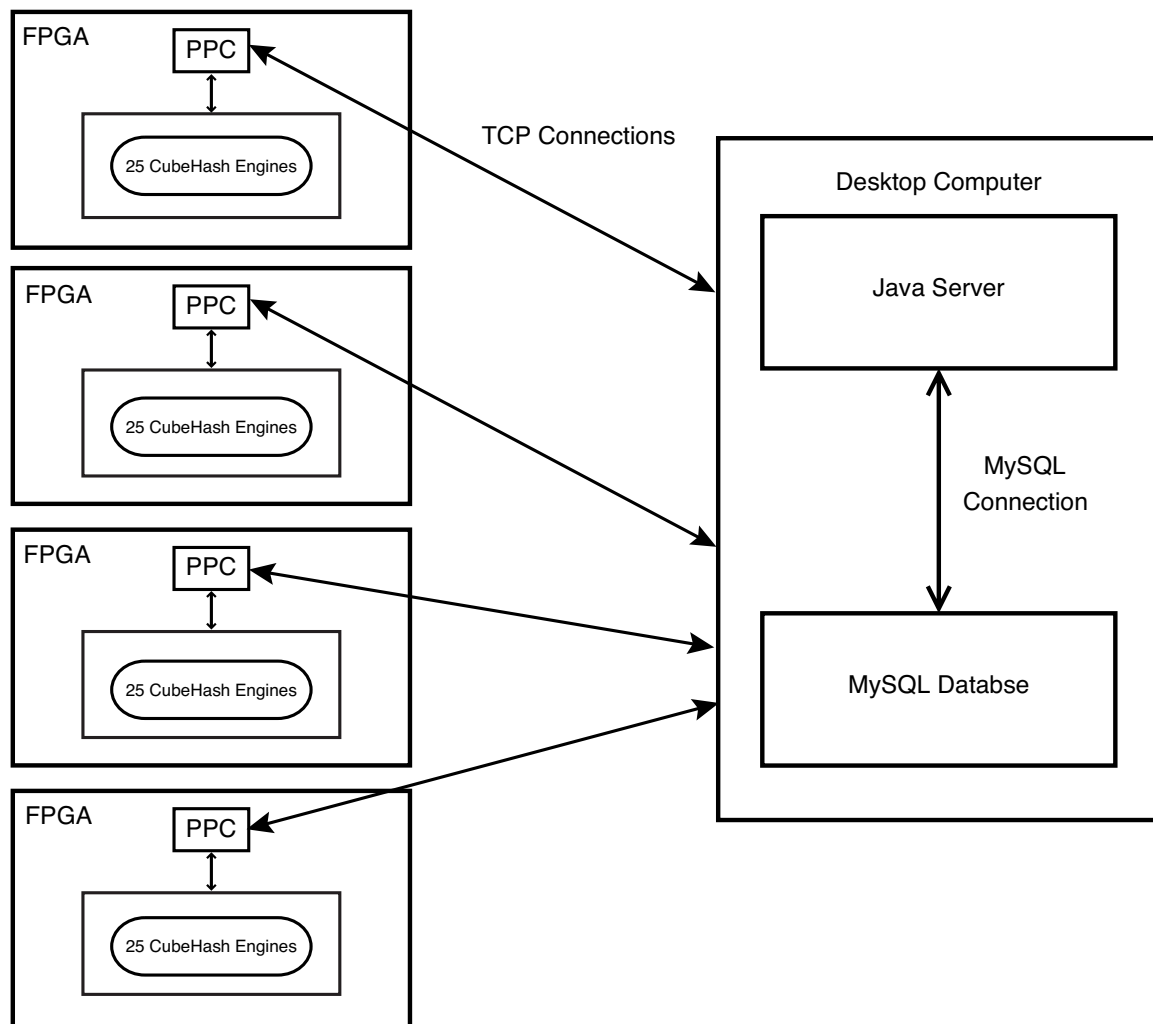 FPGA
PPC
25 CubeHash Engines
TCP Connections
FPGA
PPC
25 CubeHash Engines
FPGA
PPC
25 CubeHash Engines
FPGA
PPC
25 CubeHash Engines
Desktop Computer
Java Server
MySQL
Connection
MySQL Databse